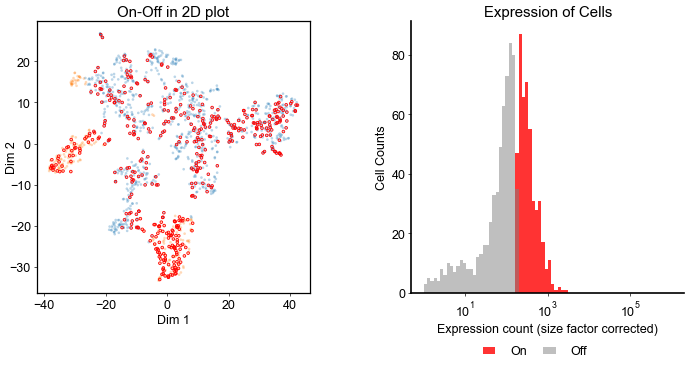 On-Off in 2D plot
Dim 2
20
10
0
−10
−20
−30
−40 −20 0 20 40
Dim 1
Expression of Cells
Cell Counts
80
60
40
20
0
10^1 10^3 10^5
Expression count (size factor corrected)
On Off